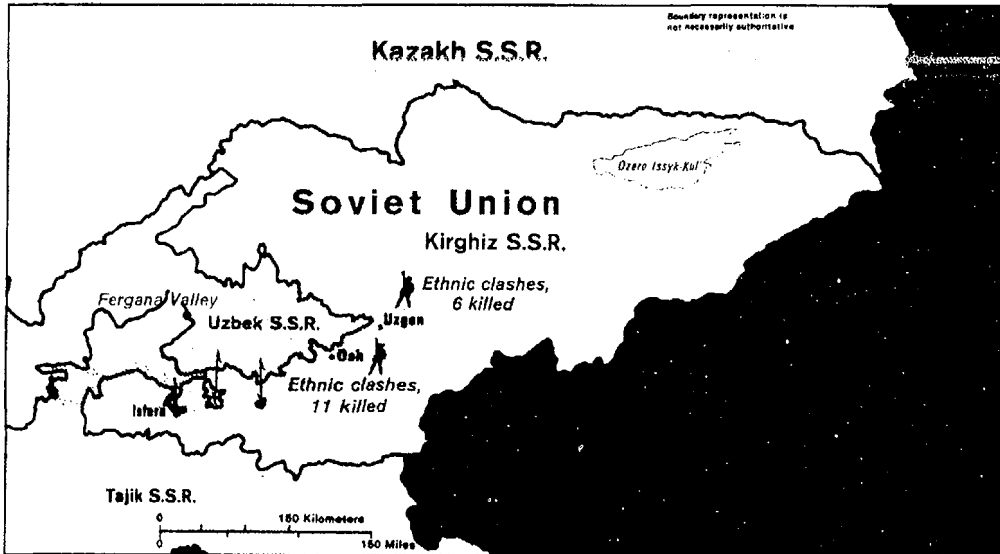 Boundary representation is
not necessarily authoritative
Kazakh S.S.R.
Ozero Issyk-Kul'
Soviet Union
Kirghiz S.S.R.
Ethnic clashes,
6 killed
Fergana Valley
Uzbek S.S.R.
Uzgen
Osh
Ethnic clashes,
11 killed
Isfara
Tajik S.S.R.
0 150 Kilometers
0 150 Miles